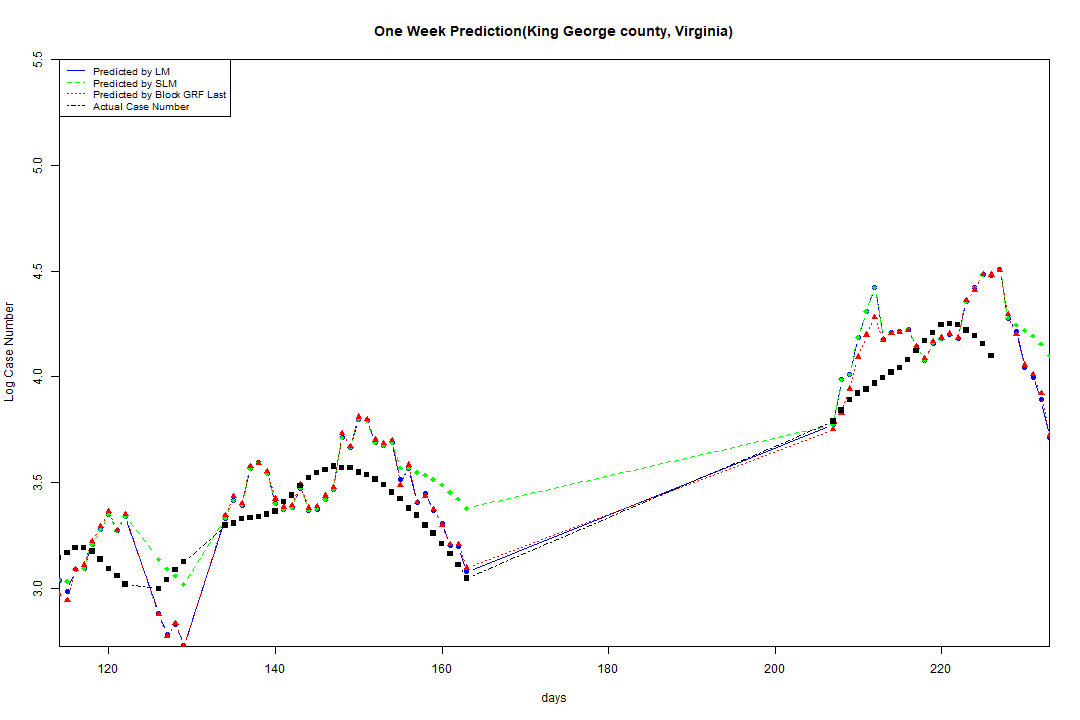 One Week Prediction(King George county, Virginia)
Predicted by LM
Predicted by SLM
Predicted by Block GRF Last
Actual Case Number
5.5
5.0
4.5
4.0
3.5
3.0
Log Case Number
120 140 160 180 200 220
days